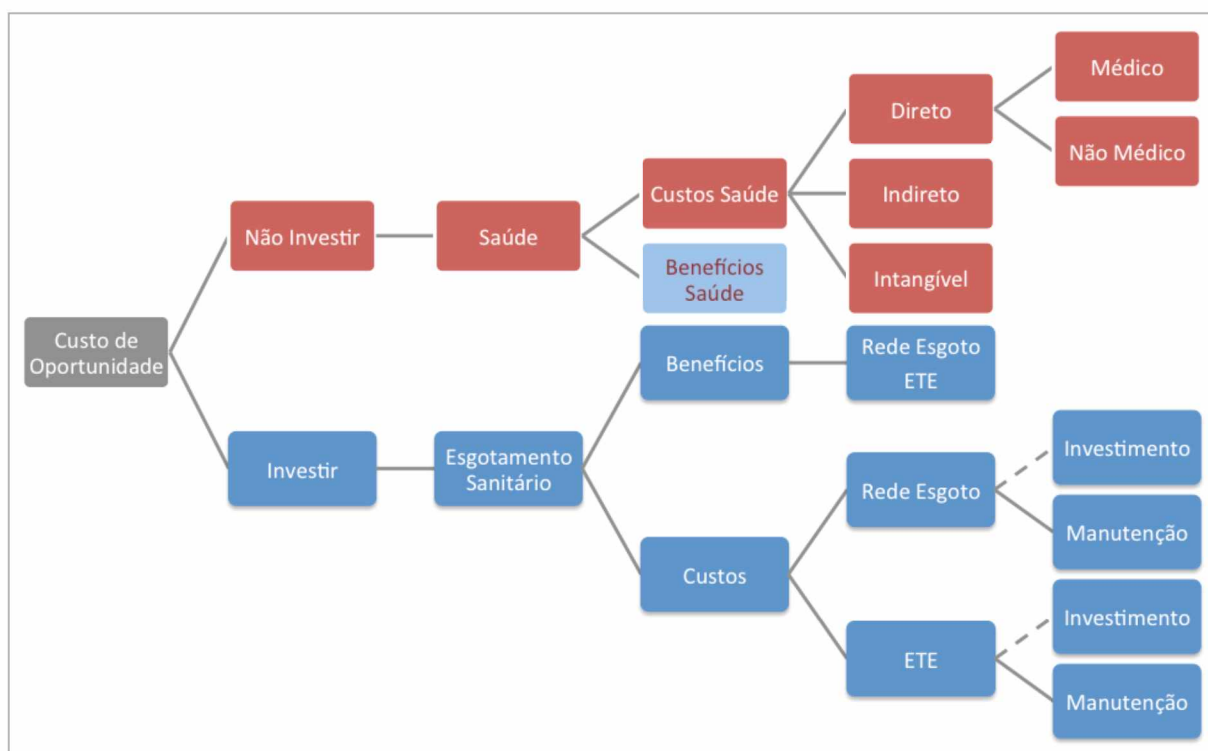 Médico
Direto
Não Médico
Custos Saúde
Indireto
Não Investir
Saúde
Benefícios
Saúde
Intangível
Custo de
Oportunidade
Benefícios
Rede Esgoto
ETE
Investir
Esgotamento
Sanitário
Investimento
Rede Esgoto
Manutenção
Custos
Investimento
ETE
Manutenção